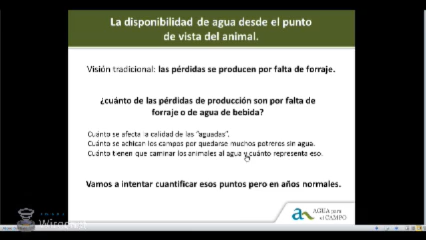 La disponibilidad de agua desde el punto
de vista del animal.
Visión tradicional: las pérdidas se producen por falta de forraje.
¿cuánto de las pérdidas de producción son por falta de
forraje o de agua de bebida?
Cuánto se afecta la calidad de las "aguadas".
Cuánto se achican los campos por quedarse muchos potreros sin agua.
Cuánto tienen que caminar los animales al agua y cuánto representa eso.
Vamos a intentar cuantificar esos puntos pero en años normales.
AGUA para
el CAMPO